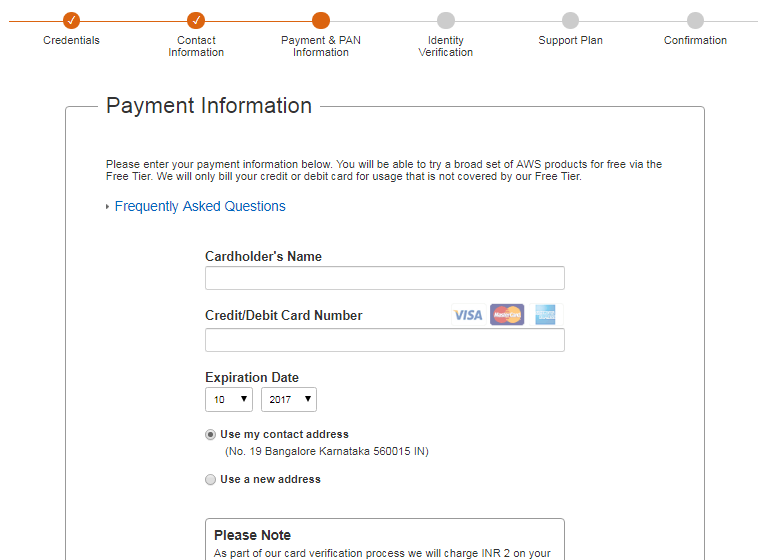 Credentials
Contact
Information
Payment & PAN
Information
Identity
Verification
Support Plan
Confirmation
Payment Information
Please enter your payment information below. You will be able to try a broad set of AWS products for free via the
Free Tier. We will only bill your credit or debit card for usage that is not covered by our Free Tier.
Frequently Asked Questions
Cardholder's Name
Credit/Debit Card Number
VISA MasterCard
Expiration Date
10 2017
Use my contact address
(No. 19 Bangalore Karnataka 560015 IN)
Use a new address
Please Note
As part of our card verification process we will charge INR 2 on your